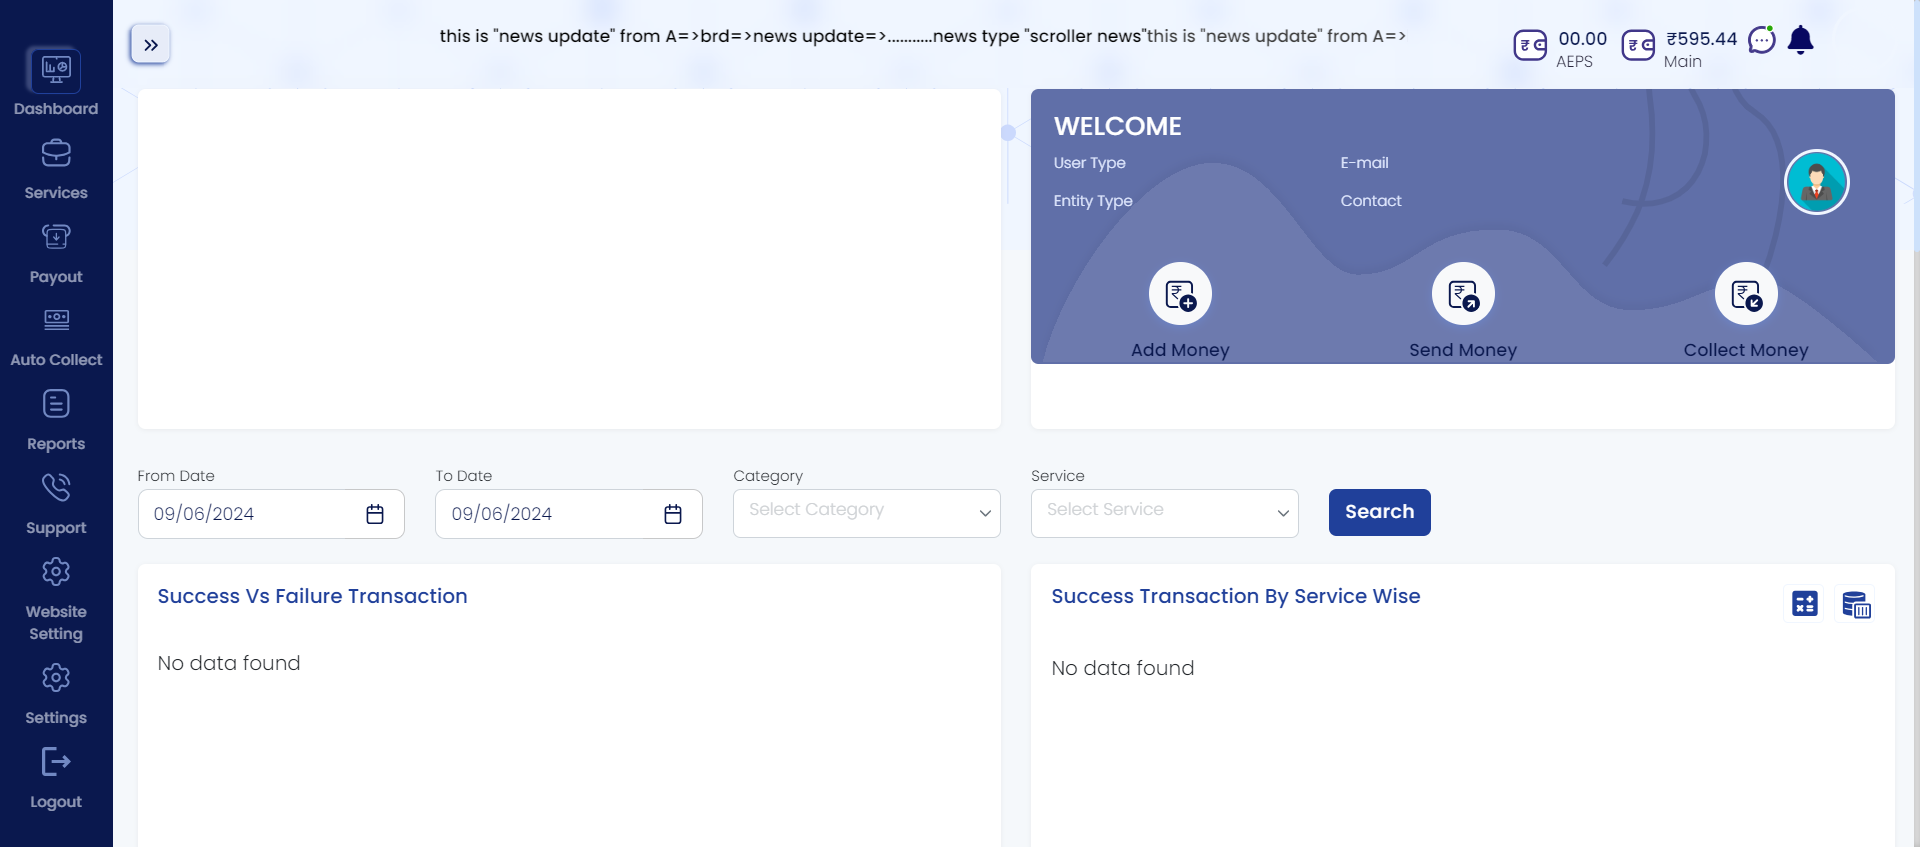 this is "news update" from A=>brd=>news update=>...........news type "scroller news"this is "news update" from A=>
00.00
AEPS
₹595.44
Main
Dashboard
Services
Payout
Auto Collect
Reports
Support
Website
Setting
Settings
Logout
WELCOME
User Type
E-mail
Entity Type
Contact
Add Money
Send Money
Collect Money
From Date
To Date
Category
Service
09/06/2024
09/06/2024
Select Category
Select Service
Search
Success Vs Failure Transaction
No data found
Success Transaction By Service Wise
No data found